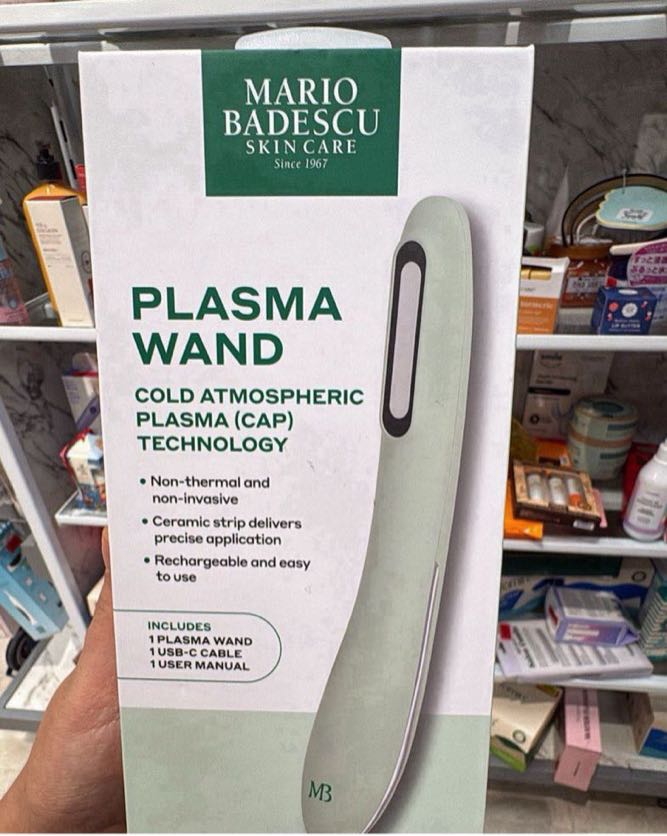 MARIO
BADESCU
SKIN CARE
Since 1967
PLASMA
WAND
COLD ATMOSPHERIC
PLASMA (CAP)
TECHNOLOGY
• Non-thermal and
non-invasive
• Ceramic strip delivers
precise application
• Rechargeable and easy
to use
INCLUDES
1 PLASMA WAND
1 USB-C CABLE
1 USER MANUAL
MB